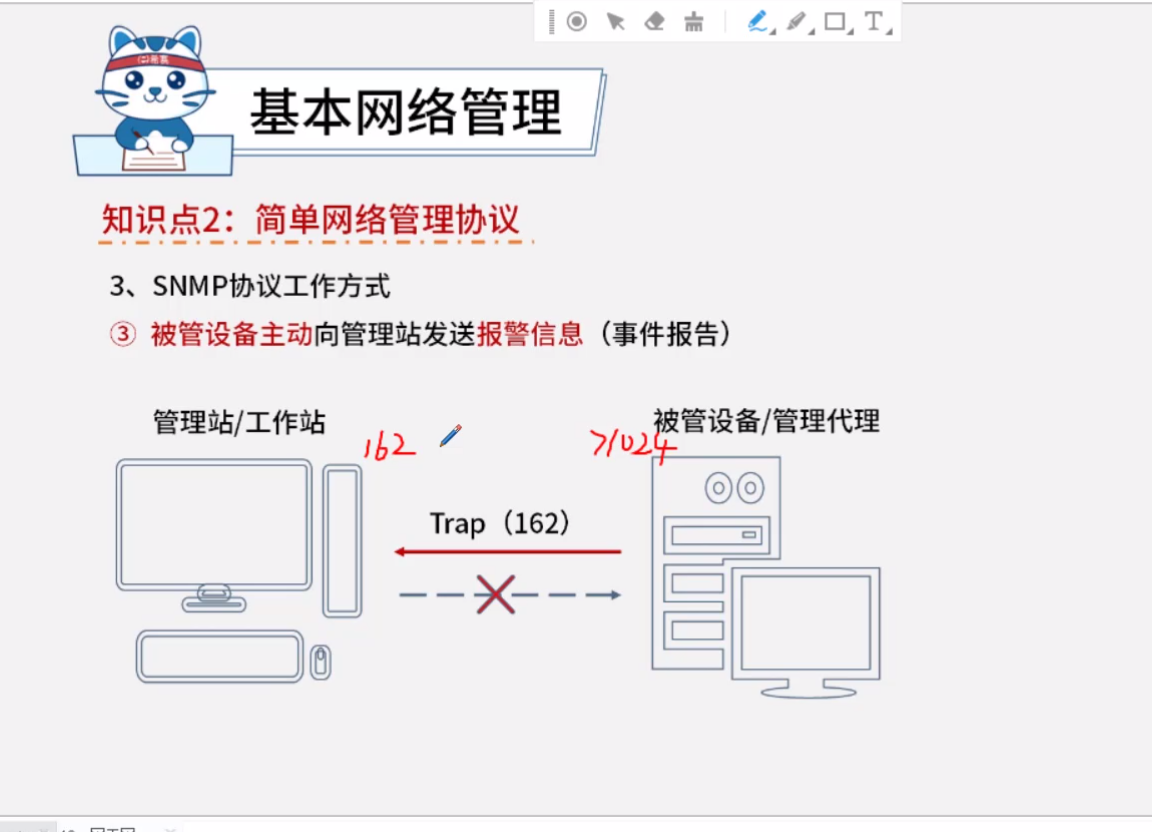 T
基本网络管理
知识点2：简单网络管理协议
3、SNMP协议工作方式
③ 被管设备主动向管理站发送报警信息（事件报告）
管理站/工作站
被管设备/管理代理
162
>1024
Trap（162）